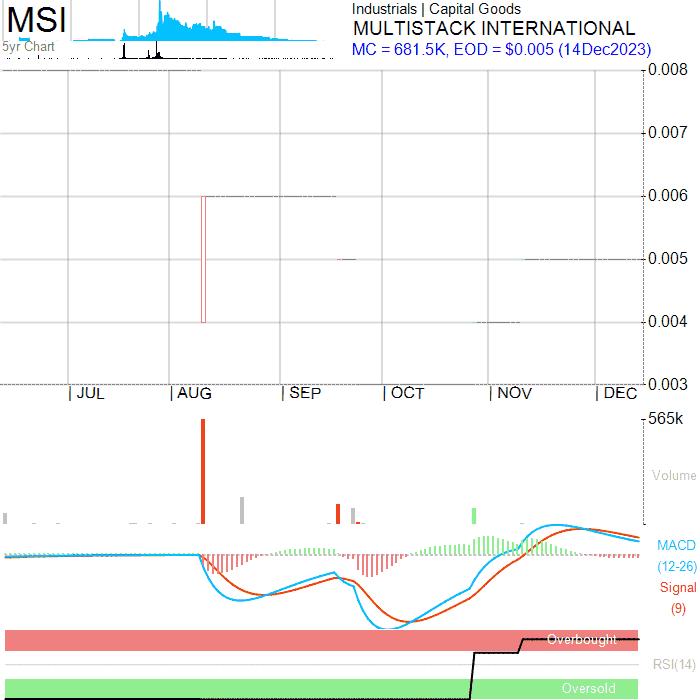 MSI
5yr Chart
Industrials | Capital Goods
MULTISTACK INTERNATIONAL
MC = 681.5K, EOD = $0.005 (14Dec2023)
0.008
0.007
0.006
0.005
0.004
0.003
JUL
AUG
SEP
OCT
NOV
DEC
565k
Volume
MACD
(12-26)
Signal
(9)
Overbought
RSI(14)
Oversold